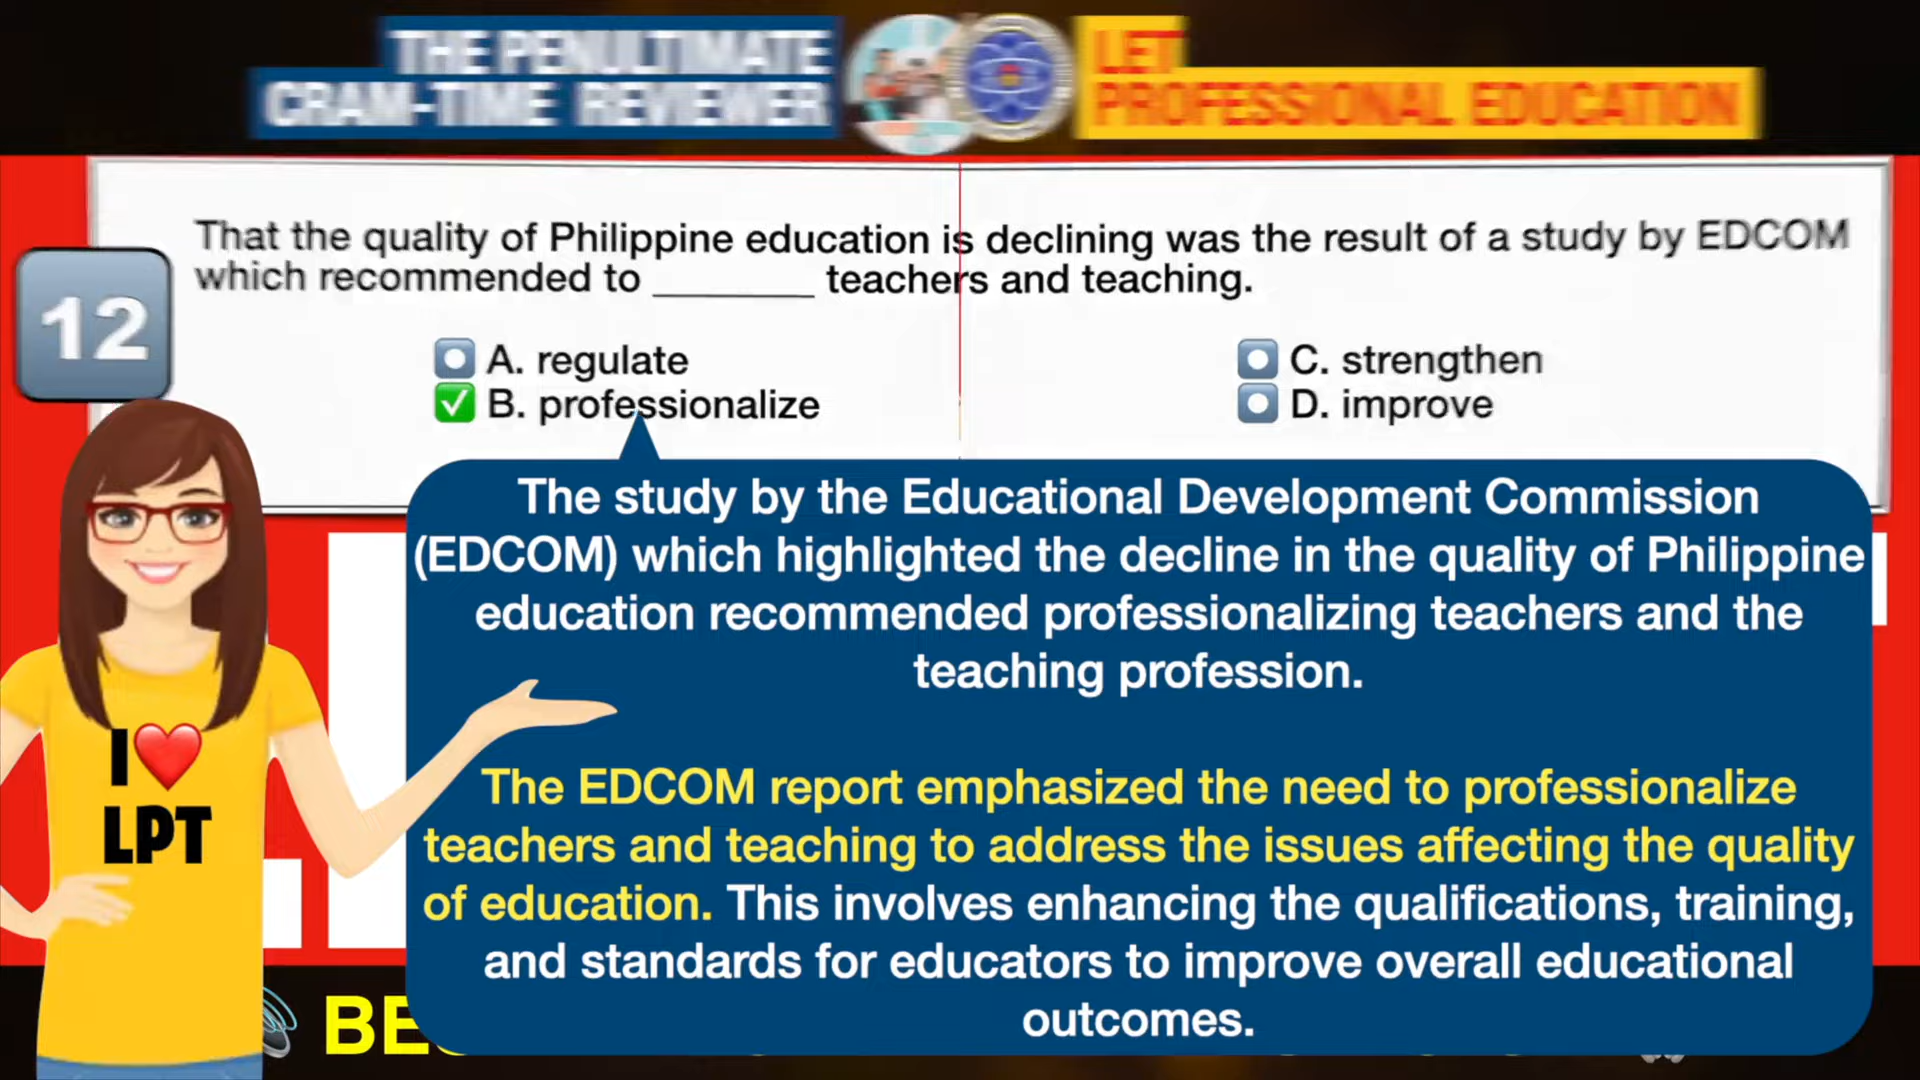 THE PENULTIMATE
CRAM-TIME REVIEWER
LET
PROFESSIONAL EDUCATION
That the quality of Philippine education is declining was the result of a study by EDCOM
which recommended to ________ teachers and teaching.
12
A. regulate
B. professionalize
C. strengthen
D. improve
The study by the Educational Development Commission
(EDCOM) which highlighted the decline in the quality of Philippine
education recommended professionalizing teachers and the
teaching profession.
The EDCOM report emphasized the need to professionalize
teachers and teaching to address the issues affecting the quality
of education. This involves enhancing the qualifications, training,
and standards for educators to improve overall educational
outcomes.
I ❤️
LPT